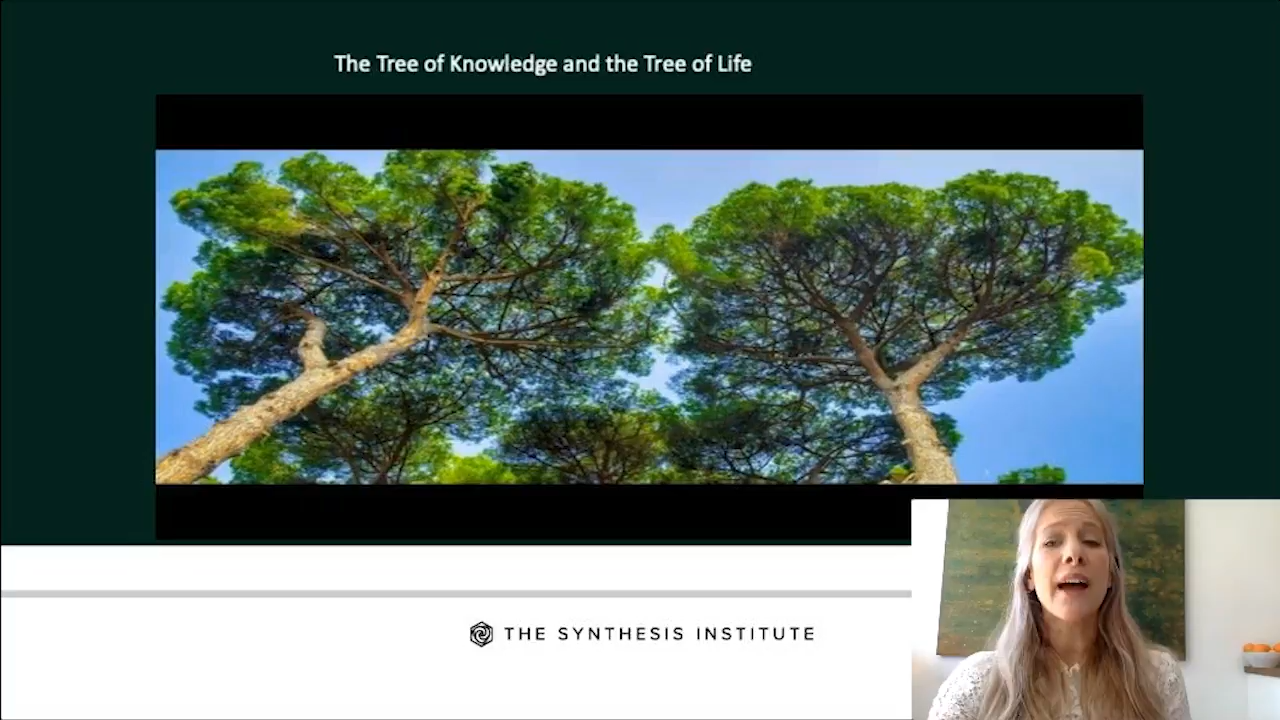 The Tree of Knowledge and the Tree of Life
THE SYNTHESIS INSTITUTE